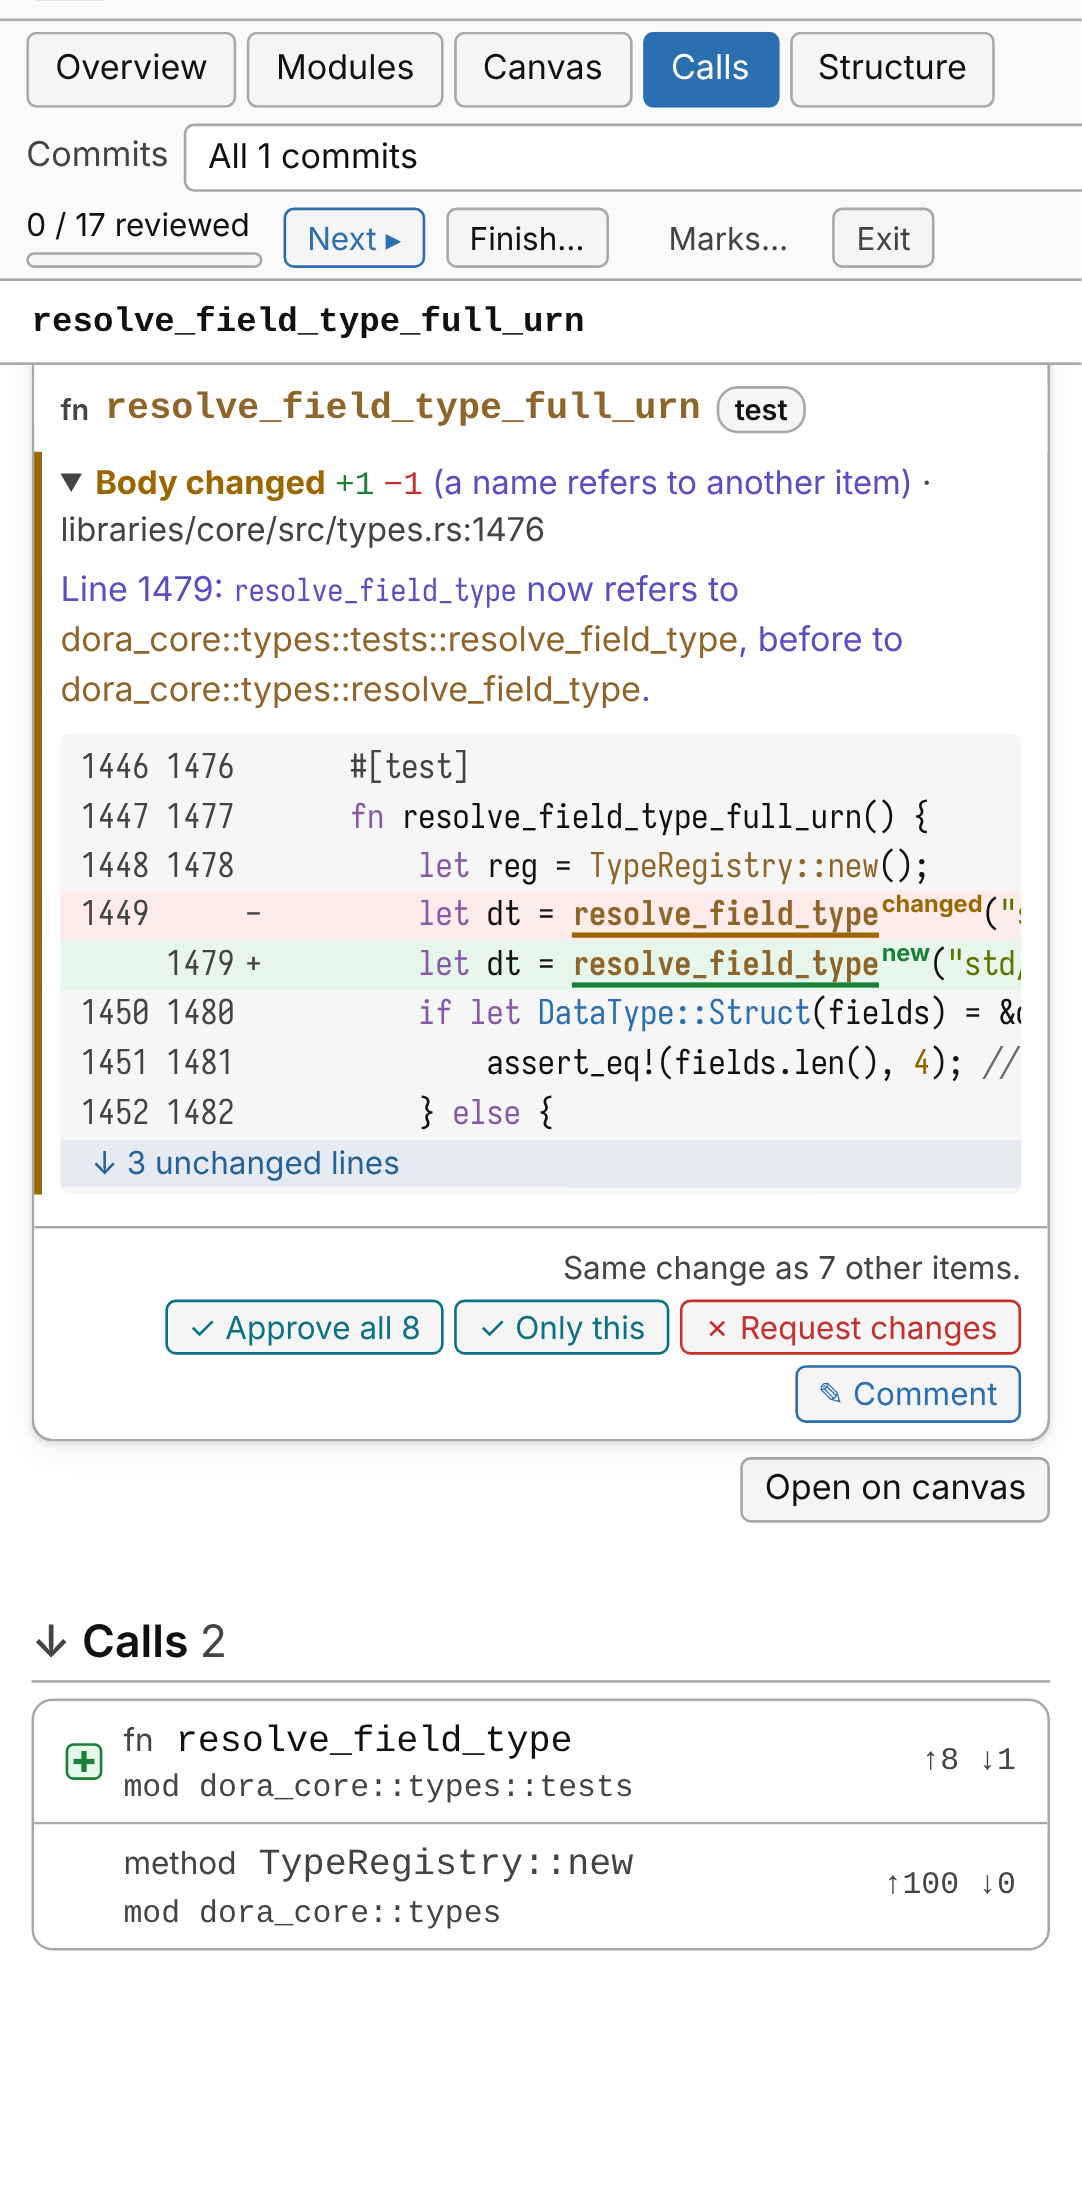 Overview Modules Canvas Calls Structure
Commits All 1 commits
0 / 17 reviewed Next ▸ Finish... Marks... Exit
resolve_field_type_full_urn
fn resolve_field_type_full_urn test
▼ Body changed +1 −1 (a name refers to another item) ·
libraries/core/src/types.rs:1476
Line 1479: resolve_field_type now refers to
dora_core::types::tests::resolve_field_type, before to
dora_core::types::resolve_field_type.
1446 1476 #[test]
1447 1477 fn resolve_field_type_full_urn() {
1448 1478 let reg = TypeRegistry::new();
1449 - let dt = resolve_field_type changed("s
1479 + let dt = resolve_field_type new("std/
1450 1480 if let DataType::Struct(fields) = &d
1451 1481 assert_eq!(fields.len(), 4); //
1452 1482 } else {
↓ 3 unchanged lines
Same change as 7 other items.
✓ Approve all 8 ✓ Only this × Request changes
✎ Comment
Open on canvas
↓ Calls 2
fn resolve_field_type
mod dora_core::types::tests
↑8 ↓1
method TypeRegistry::new
mod dora_core::types
↑100 ↓0